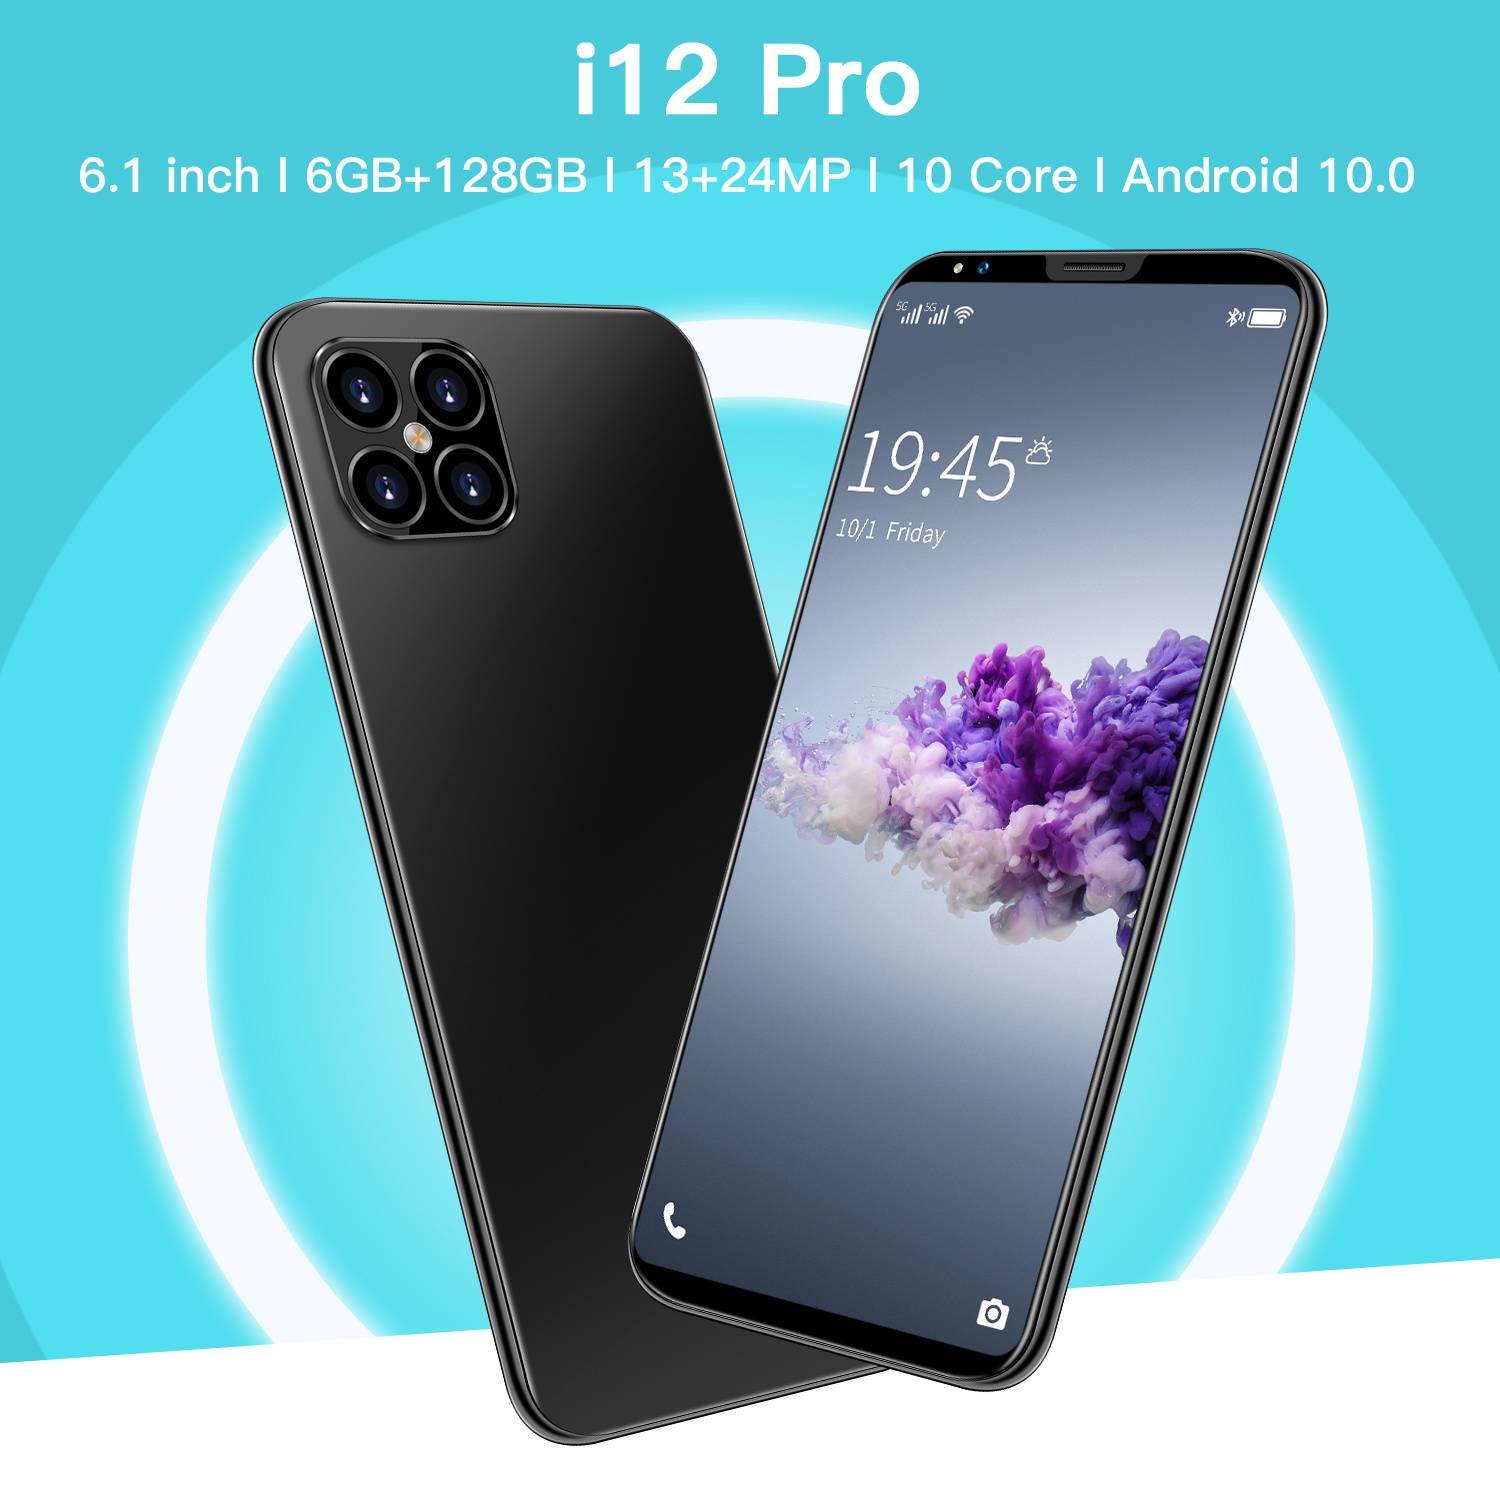 i12 Pro
6.1 inch | 6GB+128GB | 13+24MP | 10 Core | Android 10.0
5G 5G
19:45
10/1 Friday